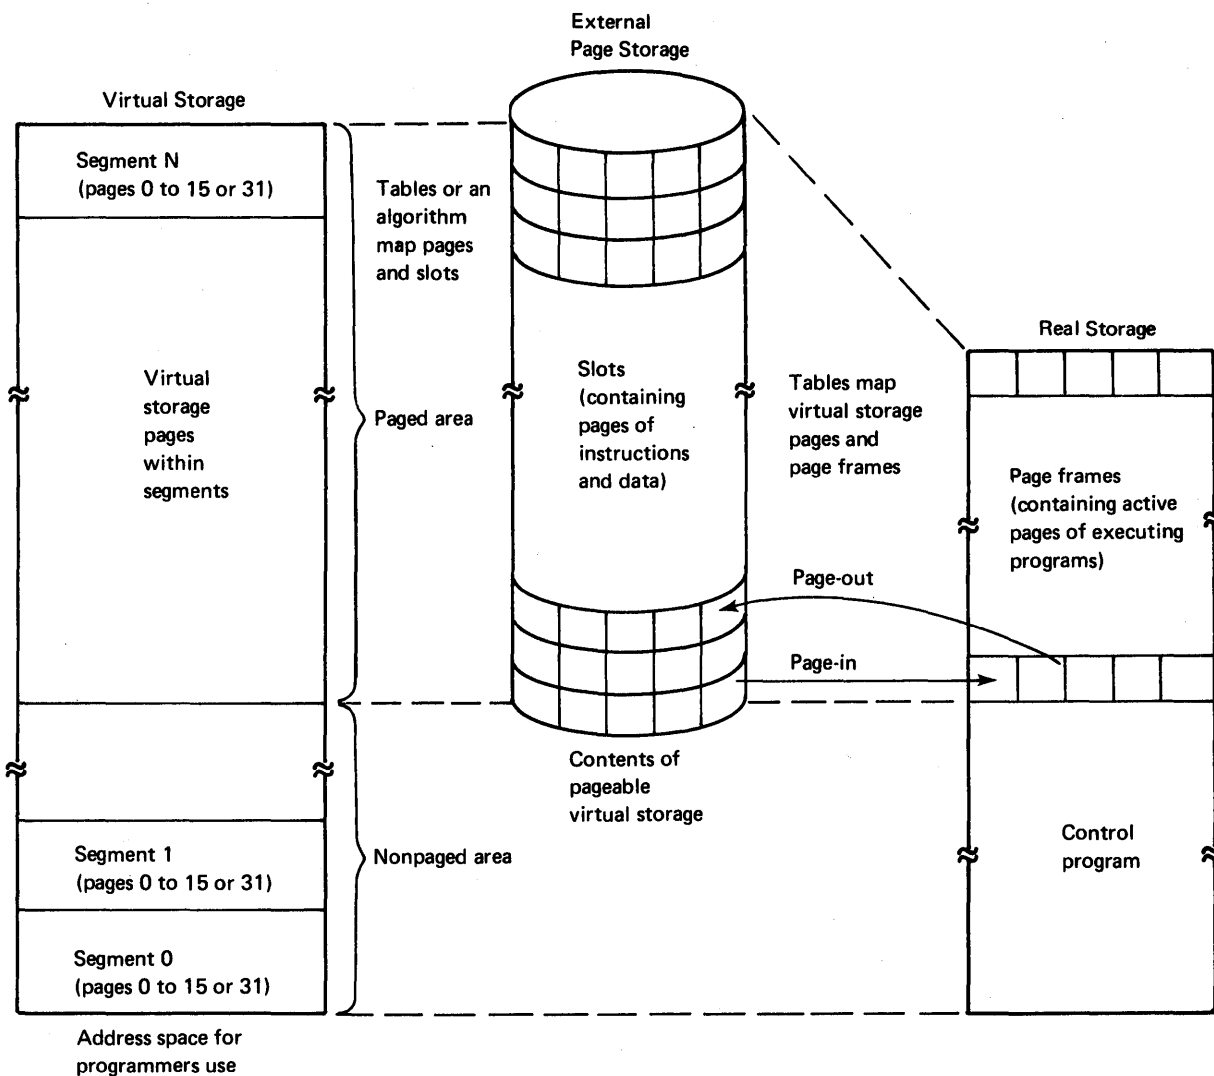 External
Page Storage
Virtual Storage
Segment N
(pages 0 to 15 or 31)
Tables or an
algorithm
map pages
and slots
Real Storage
Virtual
storage
pages
within
segments
Paged area
Slots
(containing
pages of
instructions
and data)
Tables map
virtual storage
pages and
page frames
Page frames
(containing active
pages of executing
programs)
Page-out
Page-in
Contents of
pageable
virtual storage
Segment 1
(pages 0 to 15 or 31)
Nonpaged area
Control
program
Segment 0
(pages 0 to 15 or 31)
Address space for
programmers use